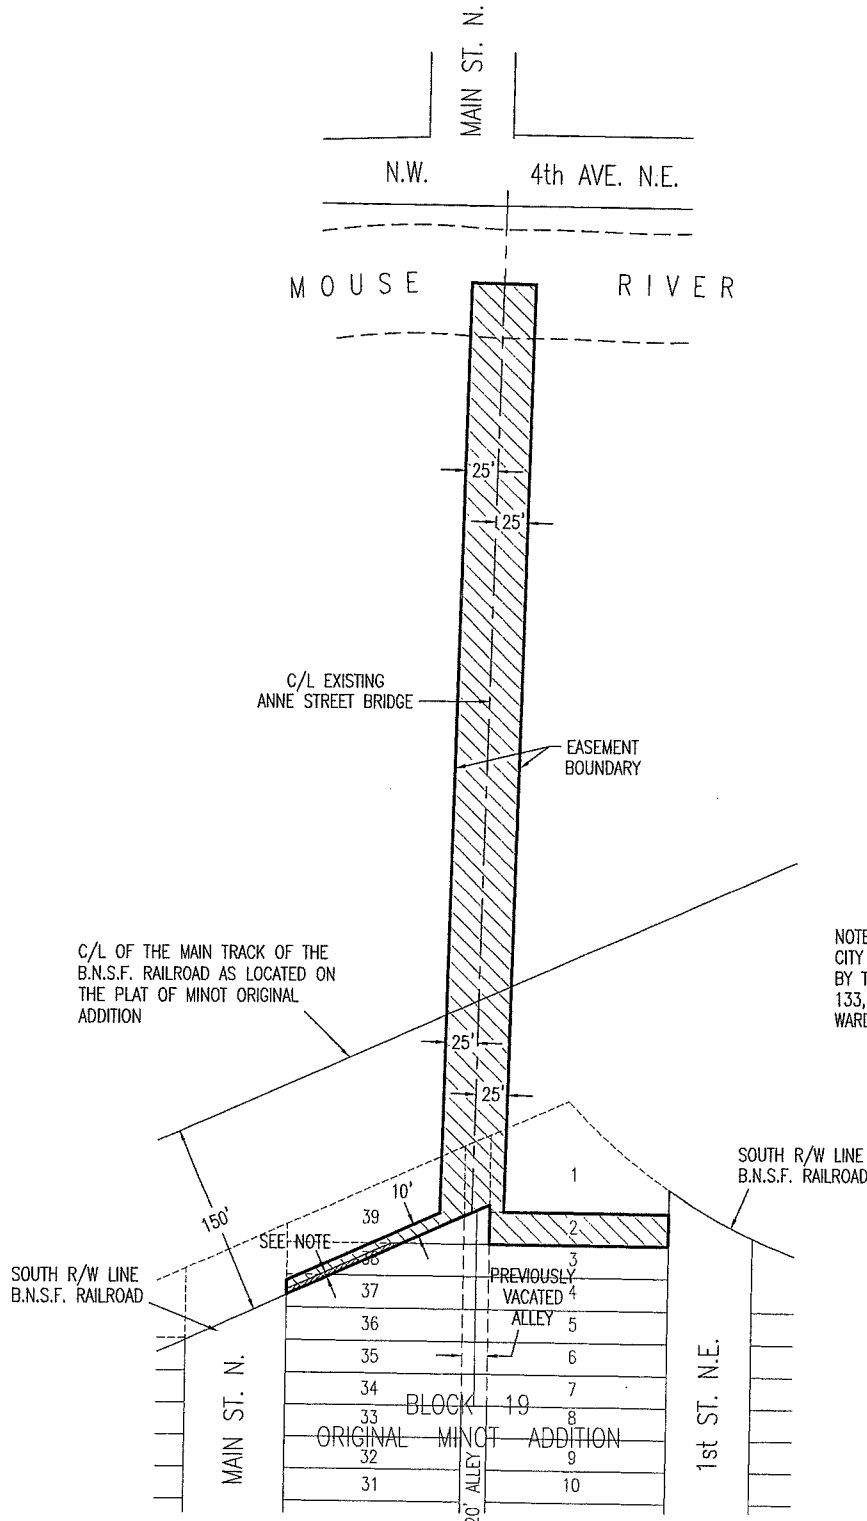 MAIN ST. N.
N.W.
4th AVE. N.E.
MOUSE RIVER
25'
25'
C/L EXISTING
ANNE STREET BRIDGE
EASEMENT
BOUNDARY
C/L OF THE MAIN TRACK OF THE
B.N.S.F. RAILROAD AS LOCATED ON
THE PLAT OF MINOT ORIGINAL
ADDITION
NOTE
CITY
BY T
133,
WARD
25'
25'
150'
10'
SEE NOTE
SOUTH R/W LINE
B.N.S.F. RAILROAD
SOUTH R/W LINE
B.N.S.F. RAILROAD
1
39
2
38
3
37
PREVIOUSLY
VACATED
ALLEY
4
36
5
35
6
34
7
BLOCK 19
33
8
ORIGINAL MINOT ADDITION
32
9
31
10
20' ALLEY
MAIN ST. N.
1st ST. N.E.